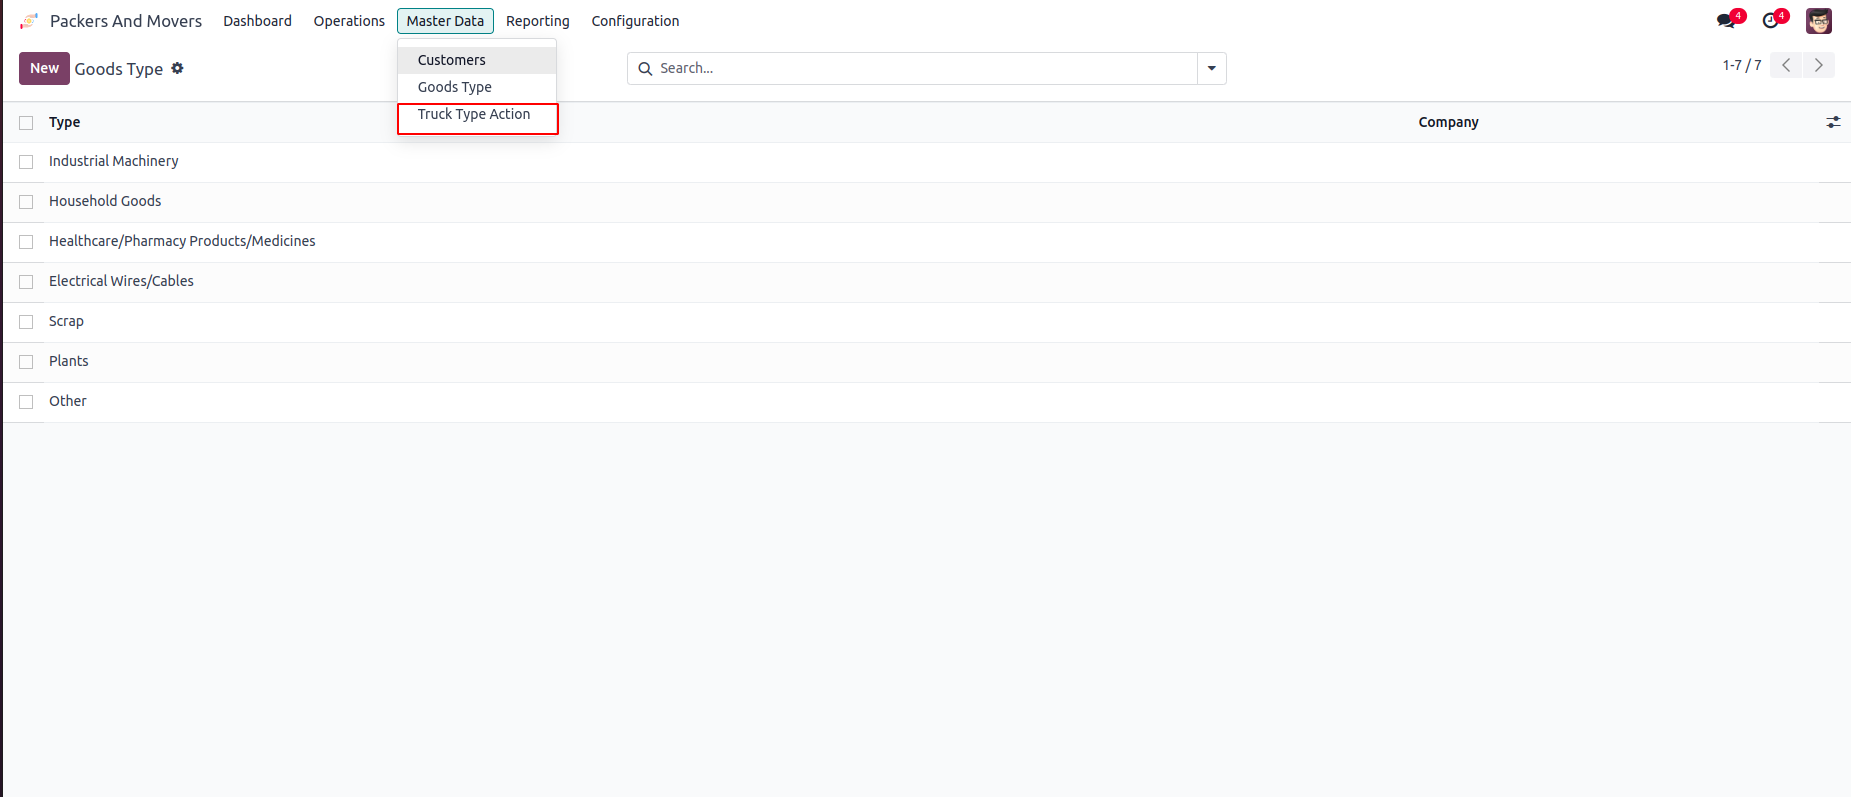 Packers And Movers Dashboard Operations Master Data Reporting Configuration 4 4
Customers
Goods Type
Truck Type Action
New Goods Type Search... 1-7 / 7
Type Company
Industrial Machinery
Household Goods
Healthcare/Pharmacy Products/Medicines
Electrical Wires/Cables
Scrap
Plants
Other